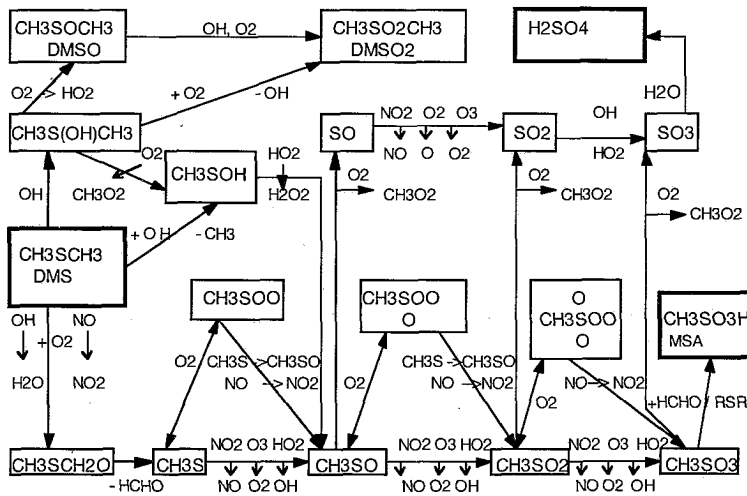 CH3SOCH3
DMSO
OH, O2
CH3SO2CH3
DMSO2
H2SO4
O2 -> HO2
+ O2
- OH
NO2 O2 O3
OH
H2O
CH3S(OH)CH3
SO
SO2
SO3
NO O O2
HO2
O2
CH3O2
CH3SOH
HO2
H2O2
O2
CH3O2
O2
CH3O2
O2
CH3O2
OH
CH3SCH3
DMS
+ OH
- CH3
CH3SOO
CH3SOO
O
O
CH3SOO
O
CH3SO3H
MSA
OH NO
+ O2
H2O NO2
O2
CH3S ->CH3SO
NO ->NO2
O2
CH3S ->CH3SO
NO ->NO2
O2
NO -> NO2
+HCHO / RSR
NO2 O3 HO2
NO2 O3 HO2
NO2 O3 HO2
CH3SCH2O
CH3S
CH3SO
CH3SO2
CH3SO3
- HCHO
NO O2 OH
NO O2 OH
NO O2 OH